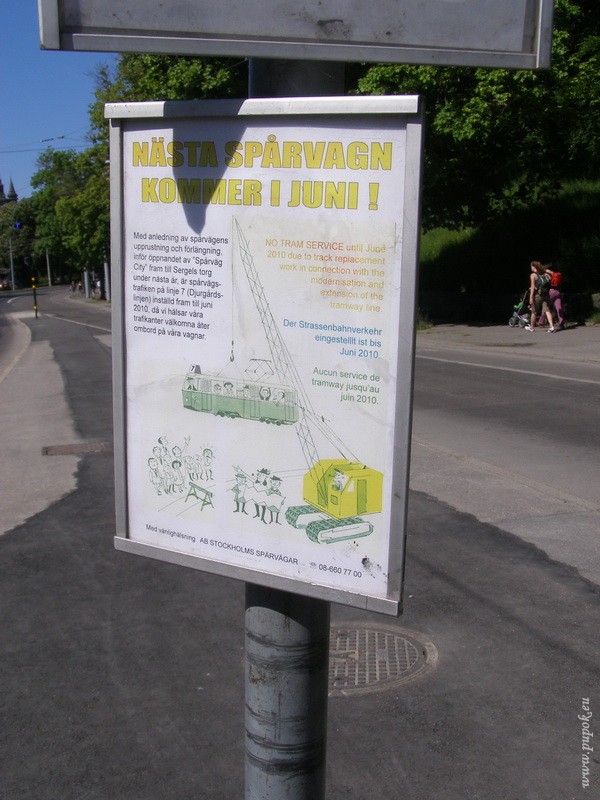 NÄSTA SPÅRVAGN
KOMMER I JUNI !
Med anledning av spårvägens
upprustning och förlängning,
inför öppnandet av "Spårväg
City" fram till Sergels torg
under nästa år, är spårvägs-
trafiken på linje 7 (Djurgårds-
linjen) inställd fram till juni
2010, då vi hälsar våra
trafikanter välkomna åter
ombord på våra vagnar.
NO TRAM SERVICE until June
2010 due to track replacement
work in connection with the
modernisation and
extension of the
tramway line.
Der Strassenbahnverkehr
eingestellt ist bis
Juni 2010.
Aucun service de
tramway jusqu'au
juin 2010.
7
Med vänlig hälsning AB STOCKHOLMS SPÅRVÄGAR ☏ 08-660 77 00